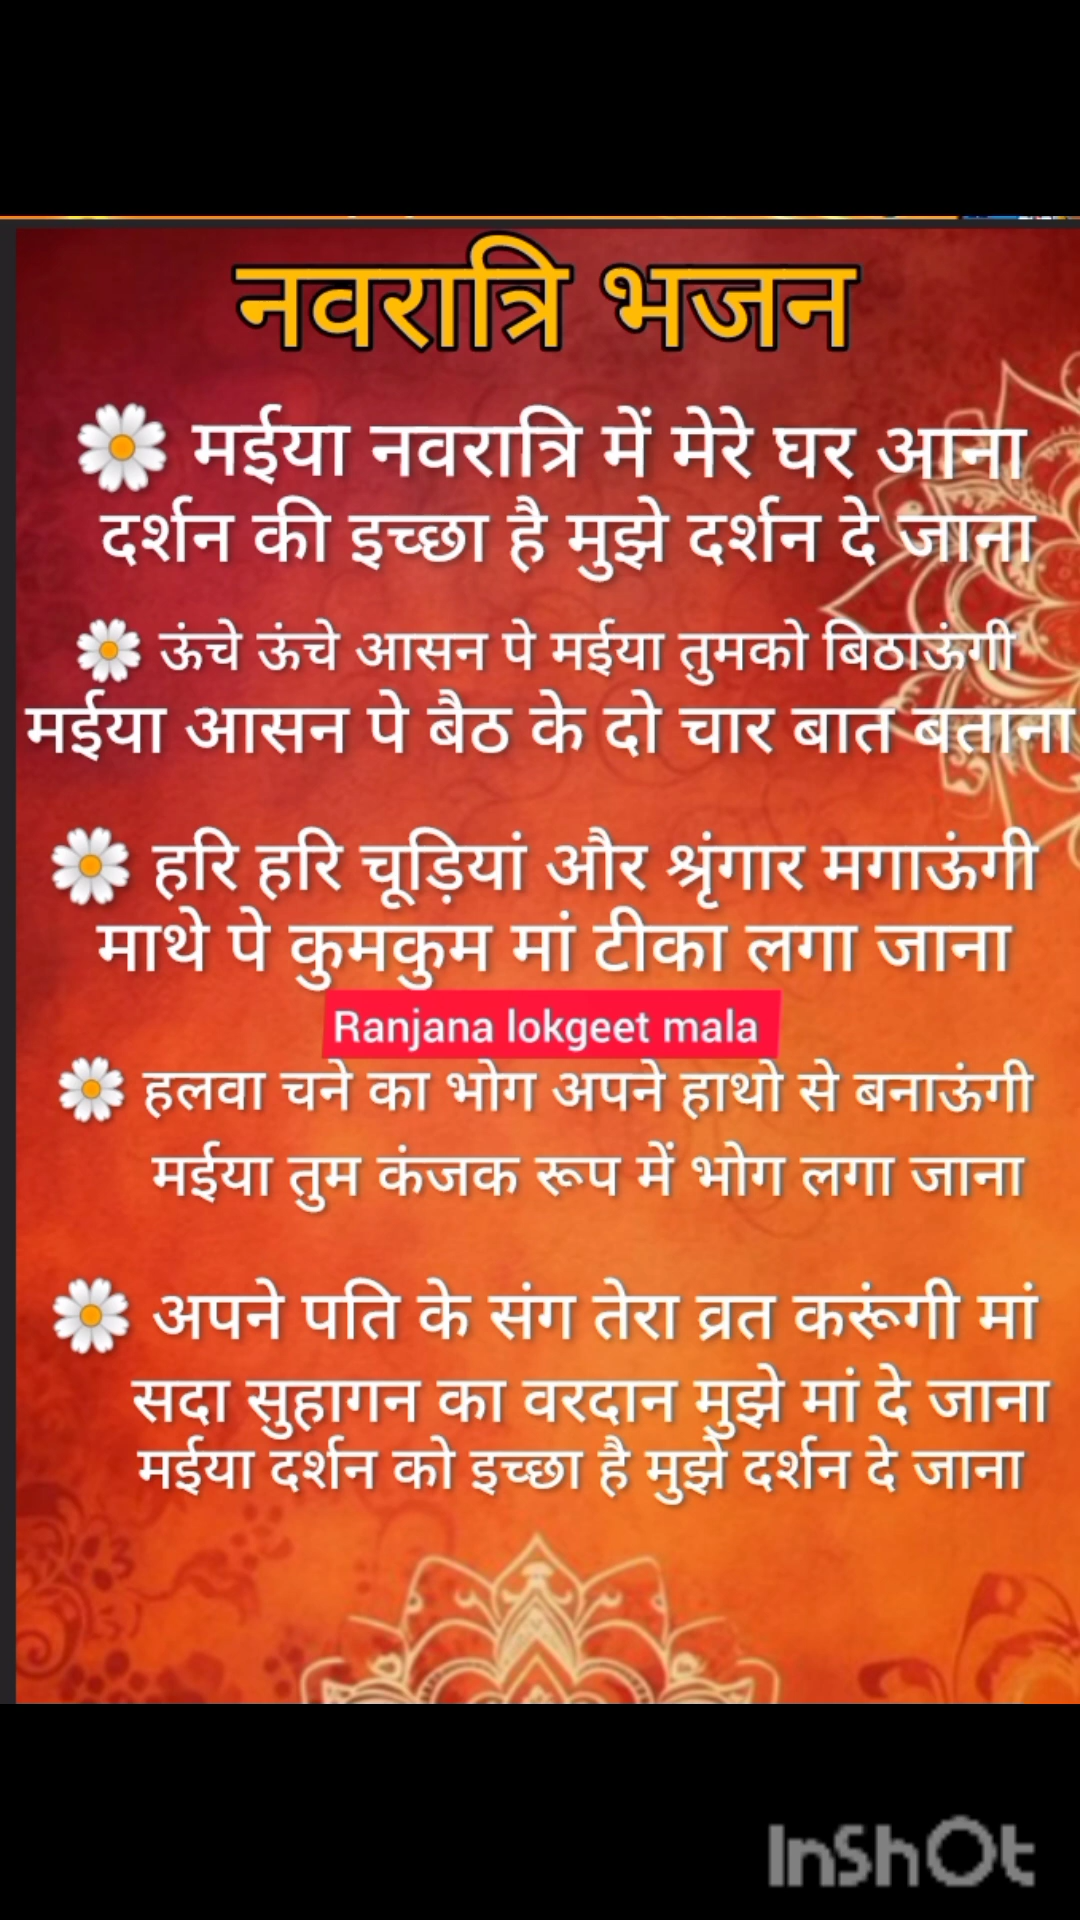 नवरात्रि भजन
मईया नवरात्रि में मेरे घर आना
दर्शन की इच्छा है मुझे दर्शन दे जाना
ऊंचे ऊंचे आसन पे मईया तुमको बिठाऊंगी
मईया आसन पे बैठ के दो चार बात बताना
हरि हरि चूड़ियां और श्रृंगार मगाऊंगी
माथे पे कुमकुम मां टीका लगा जाना
Ranjana lokgeet mala
हलवा चने का भोग अपने हाथो से बनाऊंगी
मईया तुम कंजक रूप में भोग लगा जाना
अपने पति के संग तेरा व्रत करूंगी मां
सदा सुहागन का वरदान मुझे मां दे जाना
मईया दर्शन को इच्छा है मुझे दर्शन दे जाना
InShOt